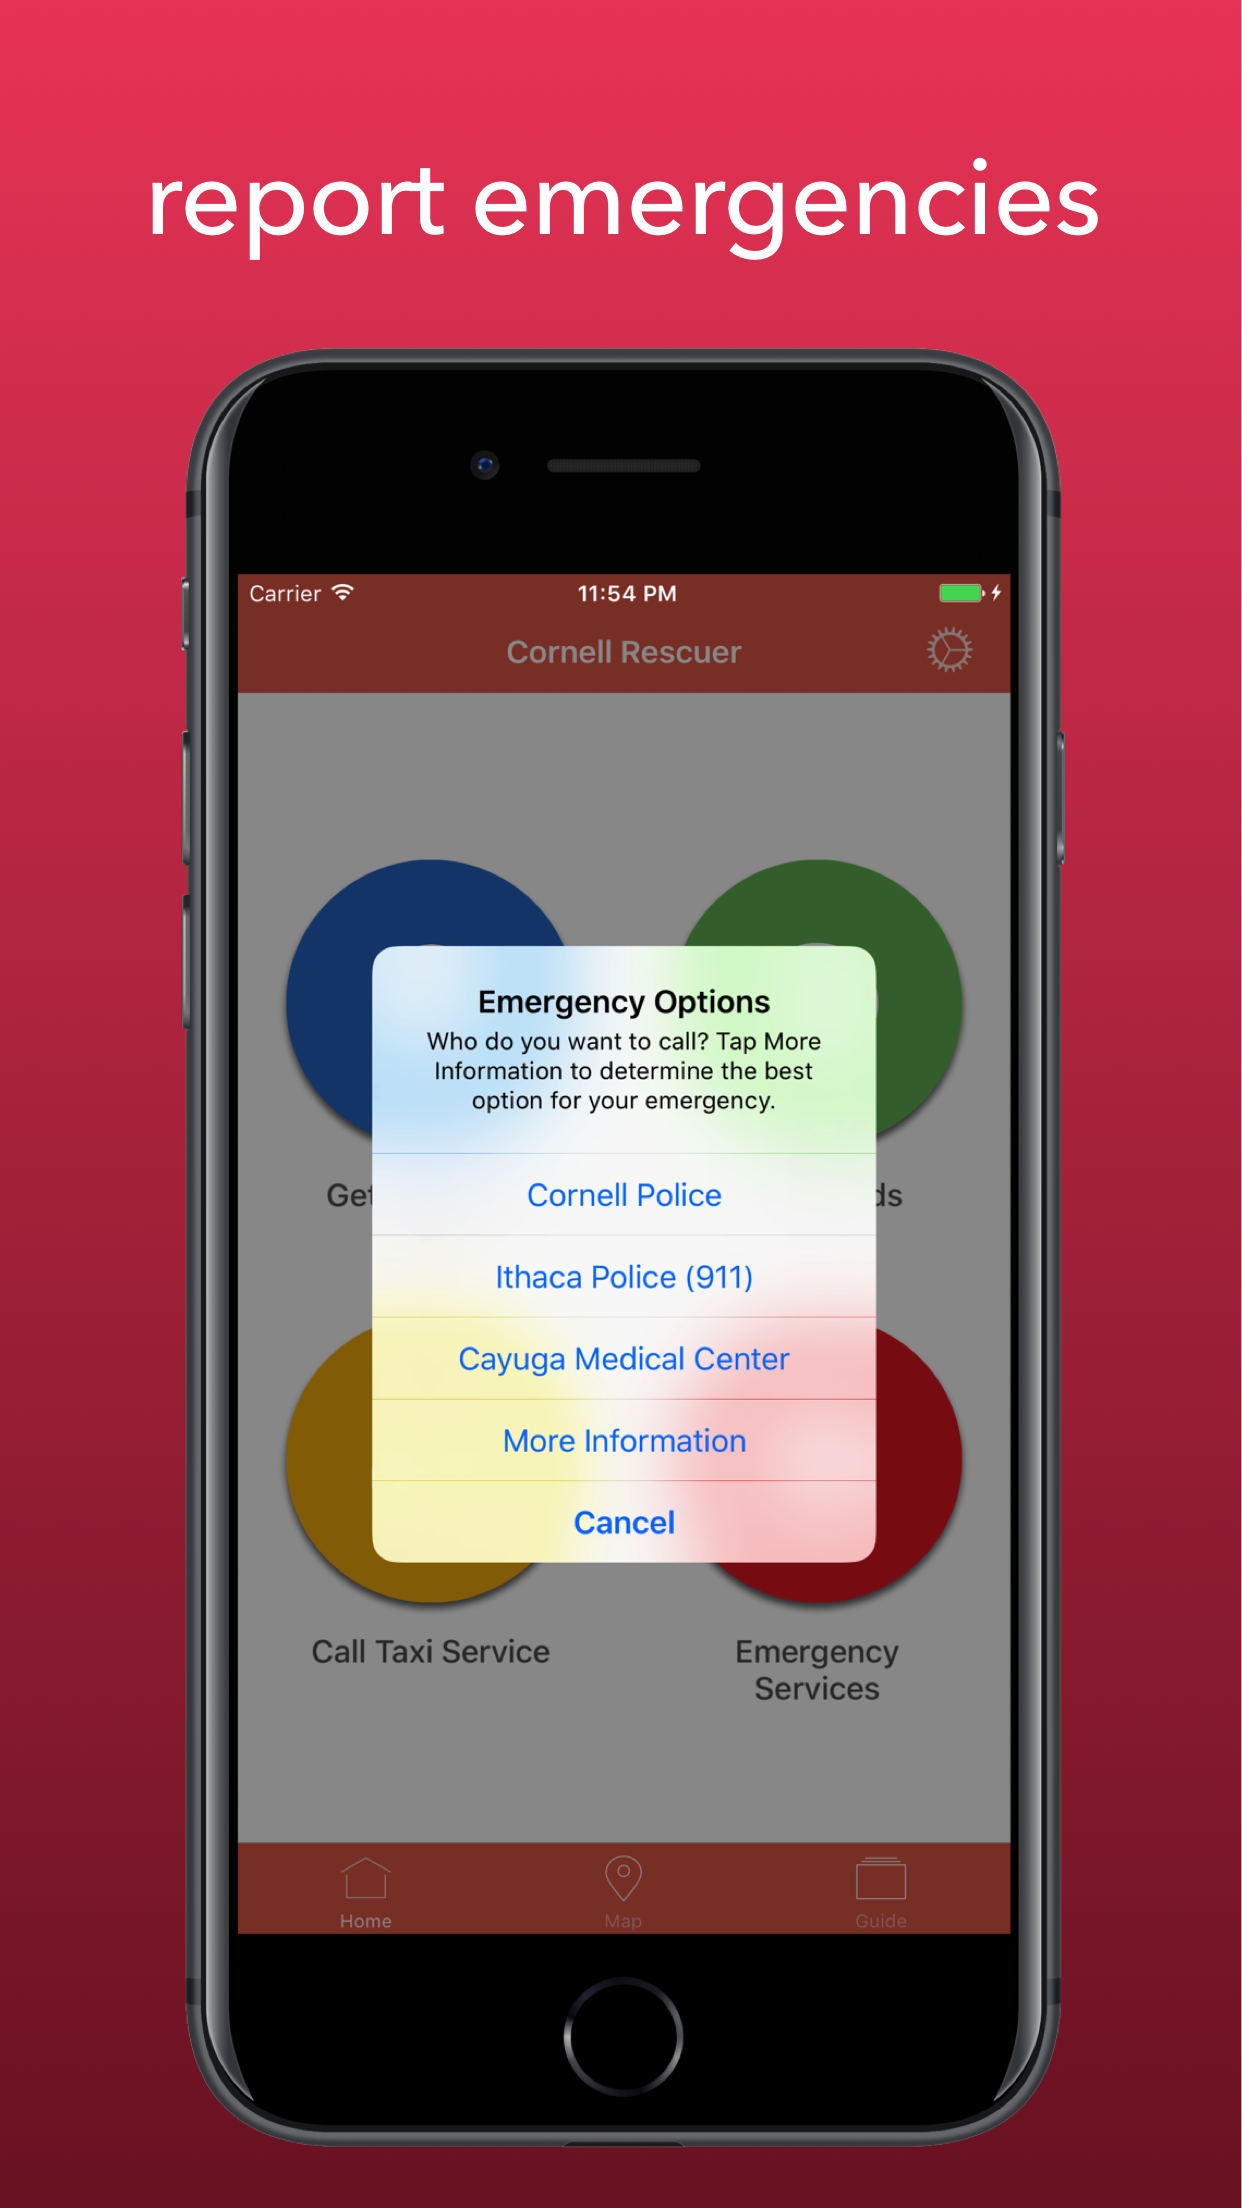 report emergencies
Carrier
11:54 PM
Cornell Rescuer
Emergency Options
Who do you want to call? Tap More
Information to determine the best
option for your emergency.
Cornell Police
Ithaca Police (911)
Cayuga Medical Center
More Information
Cancel
Call Taxi Service
Emergency
Services
Home
Map
Guide